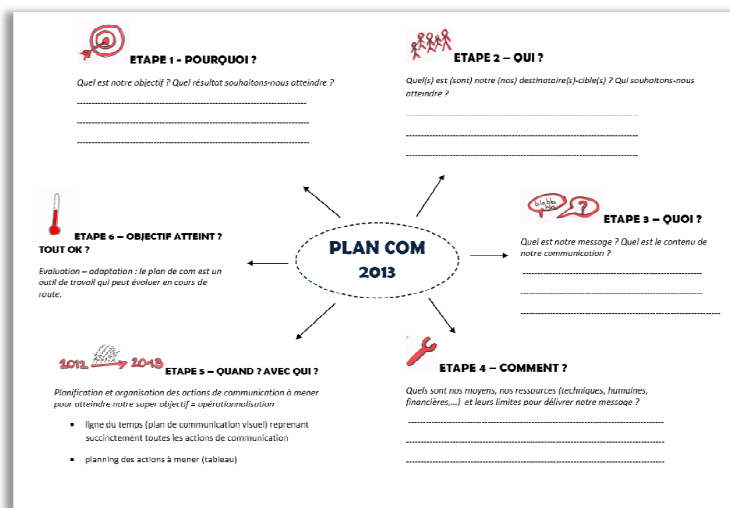 ETAPE 1 - POURQUOI ?
Quel est notre objectif ? Quel résultat souhaitons-nous atteindre ?
ETAPE 2 – QUI ?
Quel(s) est (sont) notre (nos) destinataire(s)-cible(s) ? Qui souhaitons-nous
atteindre ?
bla bla
bla
?
ETAPE 3 – QUOI ?
Quel est notre message ? Quel est le contenu de
notre communication ?
PLAN COM
2013
ETAPE 6 – OBJECTIF ATTEINT ?
TOUT OK ?
Evaluation – adaptation : le plan de com est un
outil de travail qui peut évoluer en cours de
route.
2012 2013
ETAPE 5 – QUAND ? AVEC QUI ?
Planification et organisation des actions de communication à mener
pour atteindre notre super objectif = opérationnalisation
• ligne du temps (plan de communication visuel) reprenant
succinctement toutes les actions de communication
• planning des actions à mener (tableau)
ETAPE 4 – COMMENT ?
Quels sont nos moyens, nos ressources (techniques, humaines,
financières,...) et leurs limites pour délivrer notre message ?